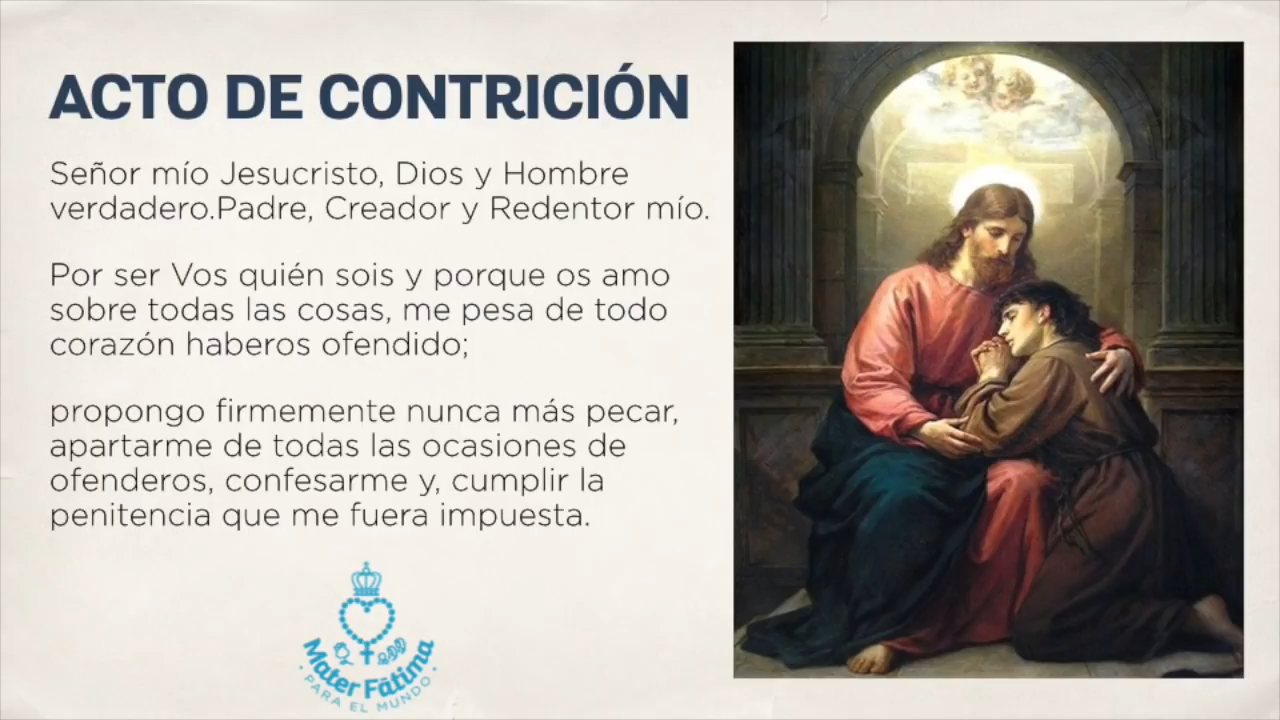 ACTO DE CONTRICIÓN
Señor mío Jesucristo, Dios y Hombre
verdadero.Padre, Creador y Redentor mío.
Por ser Vos quién sois y porque os amo
sobre todas las cosas, me pesa de todo
corazón haberos ofendido;
propongo firmemente nunca más pecar,
apartarme de todas las ocasiones de
ofenderos, confesarme y, cumplir la
penitencia que me fuera impuesta.
Mater Fátima
· PARA EL MUNDO ·